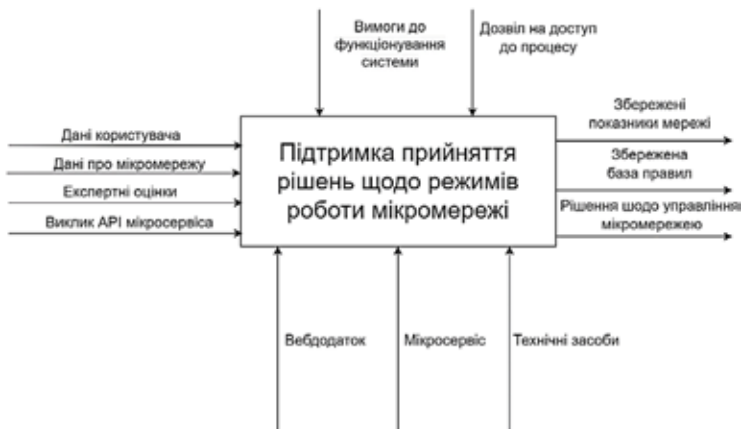 Вимоги до
функціонування
системи
Дозвіл на доступ
до процесу
Дані користувача
Дані про мікромережу
Експертні оцінки
Виклик API мікросервіса
Підтримка прийняття
рішень щодо режимів
роботи мікромережі
Збережені
показники мережі
Збережена
база правил
Рішення щодо управління
мікромережею
Вебдодаток
Мікросервіс
Технічні засоби